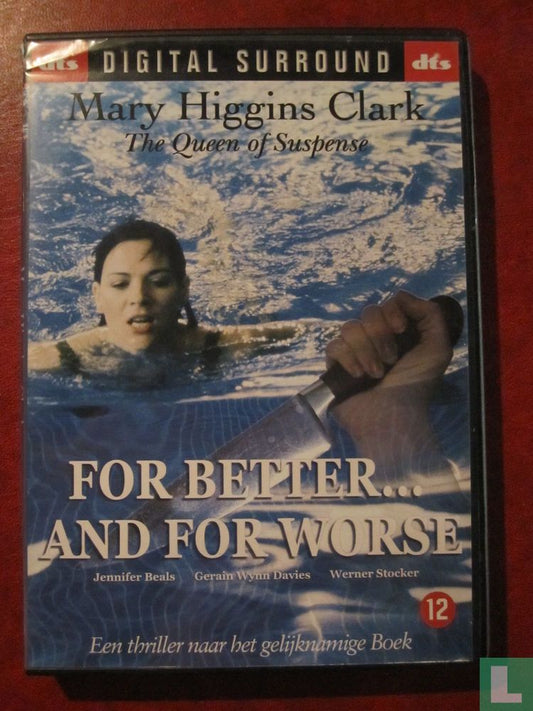 dts DIGITAL SURROUND dts
Mary Higgins Clark
The Queen of Suspense
FOR BETTER...
AND FOR WORSE
Jennifer Beals Gerain Wynn Davies Werner Stocker
12
Een thriller naar het gelijknamige Boek
L